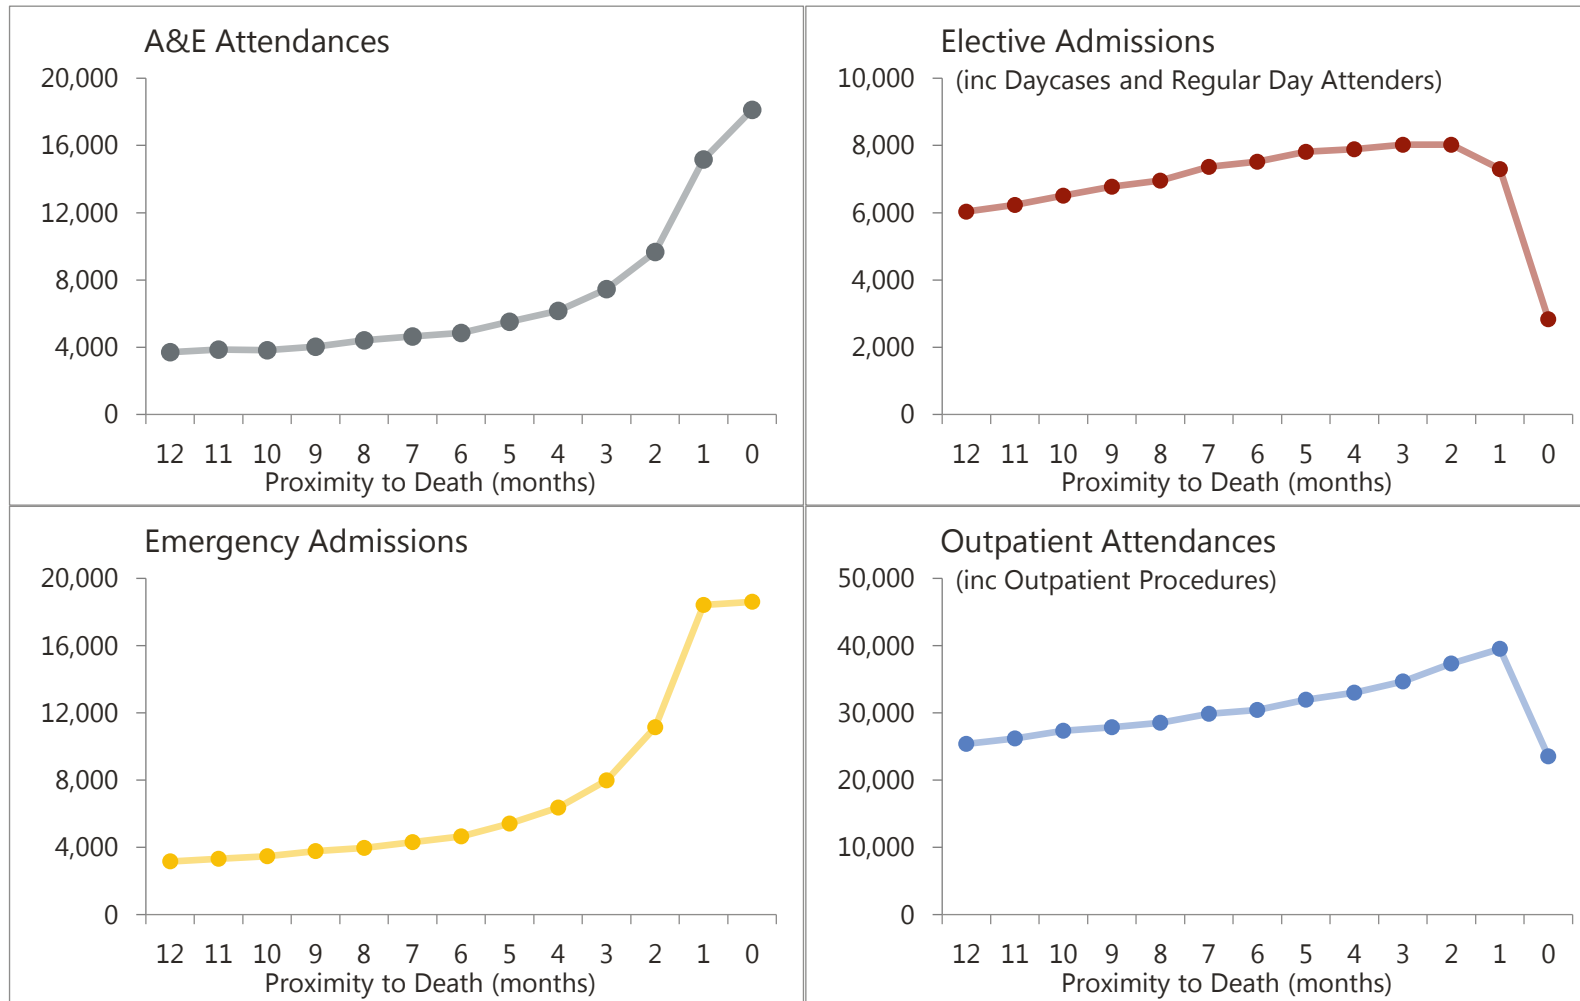 A&E Attendances
20,000
16,000
12,000
8,000
4,000
0
12 11 10 9 8 7 6 5 4 3 2 1 0
Proximity to Death (months)
Elective Admissions
(inc Daycases and Regular Day Attenders)
10,000
8,000
6,000
4,000
2,000
0
12 11 10 9 8 7 6 5 4 3 2 1 0
Proximity to Death (months)
Emergency Admissions
20,000
16,000
12,000
8,000
4,000
0
12 11 10 9 8 7 6 5 4 3 2 1 0
Proximity to Death (months)
Outpatient Attendances
(inc Outpatient Procedures)
50,000
40,000
30,000
20,000
10,000
0
12 11 10 9 8 7 6 5 4 3 2 1 0
Proximity to Death (months)